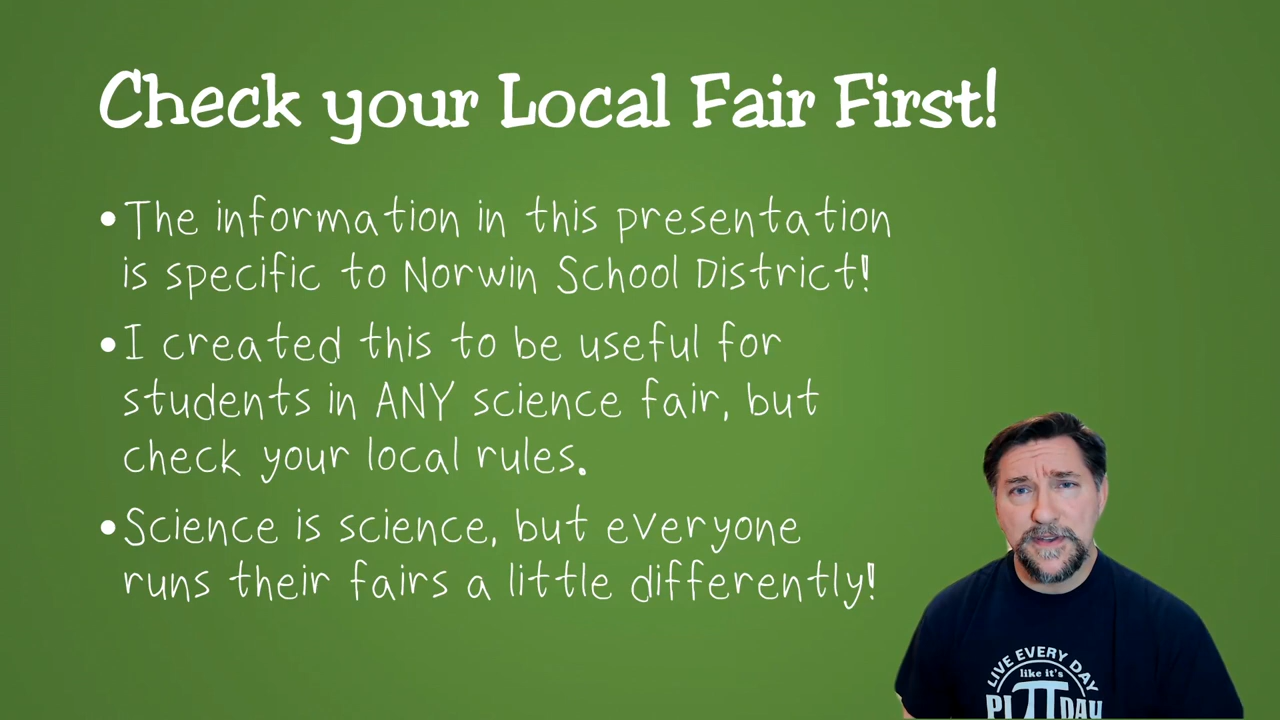 Check your Local Fair First!
• The information in this presentation
is specific to Norwin School District!
• I created this to be useful for
students in ANY science fair, but
check your local rules.
• Science is science, but everyone
runs their fairs a little differently!
LIVE EVERY DAY
like it's
PI π DAY